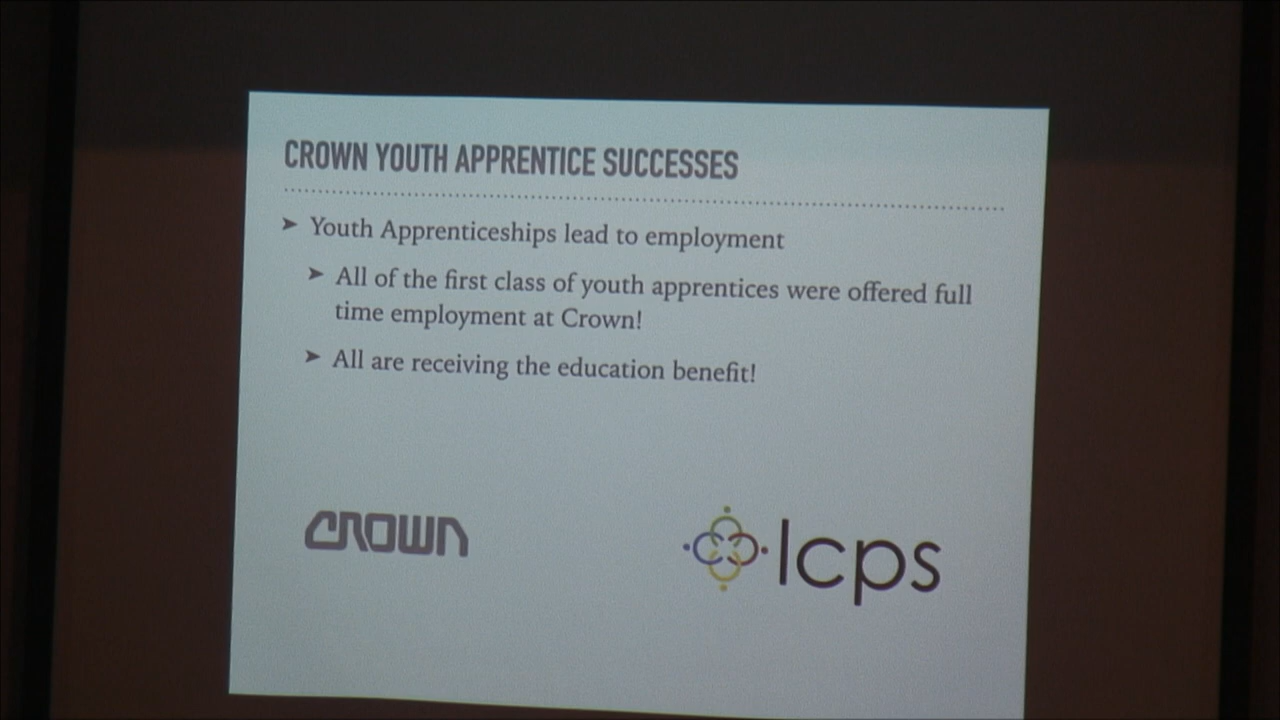 CROWN YOUTH APPRENTICE SUCCESSES
➤ Youth Apprenticeships lead to employment
➤ All of the first class of youth apprentices were offered full
time employment at Crown!
➤ All are receiving the education benefit!
CROWN
lcps